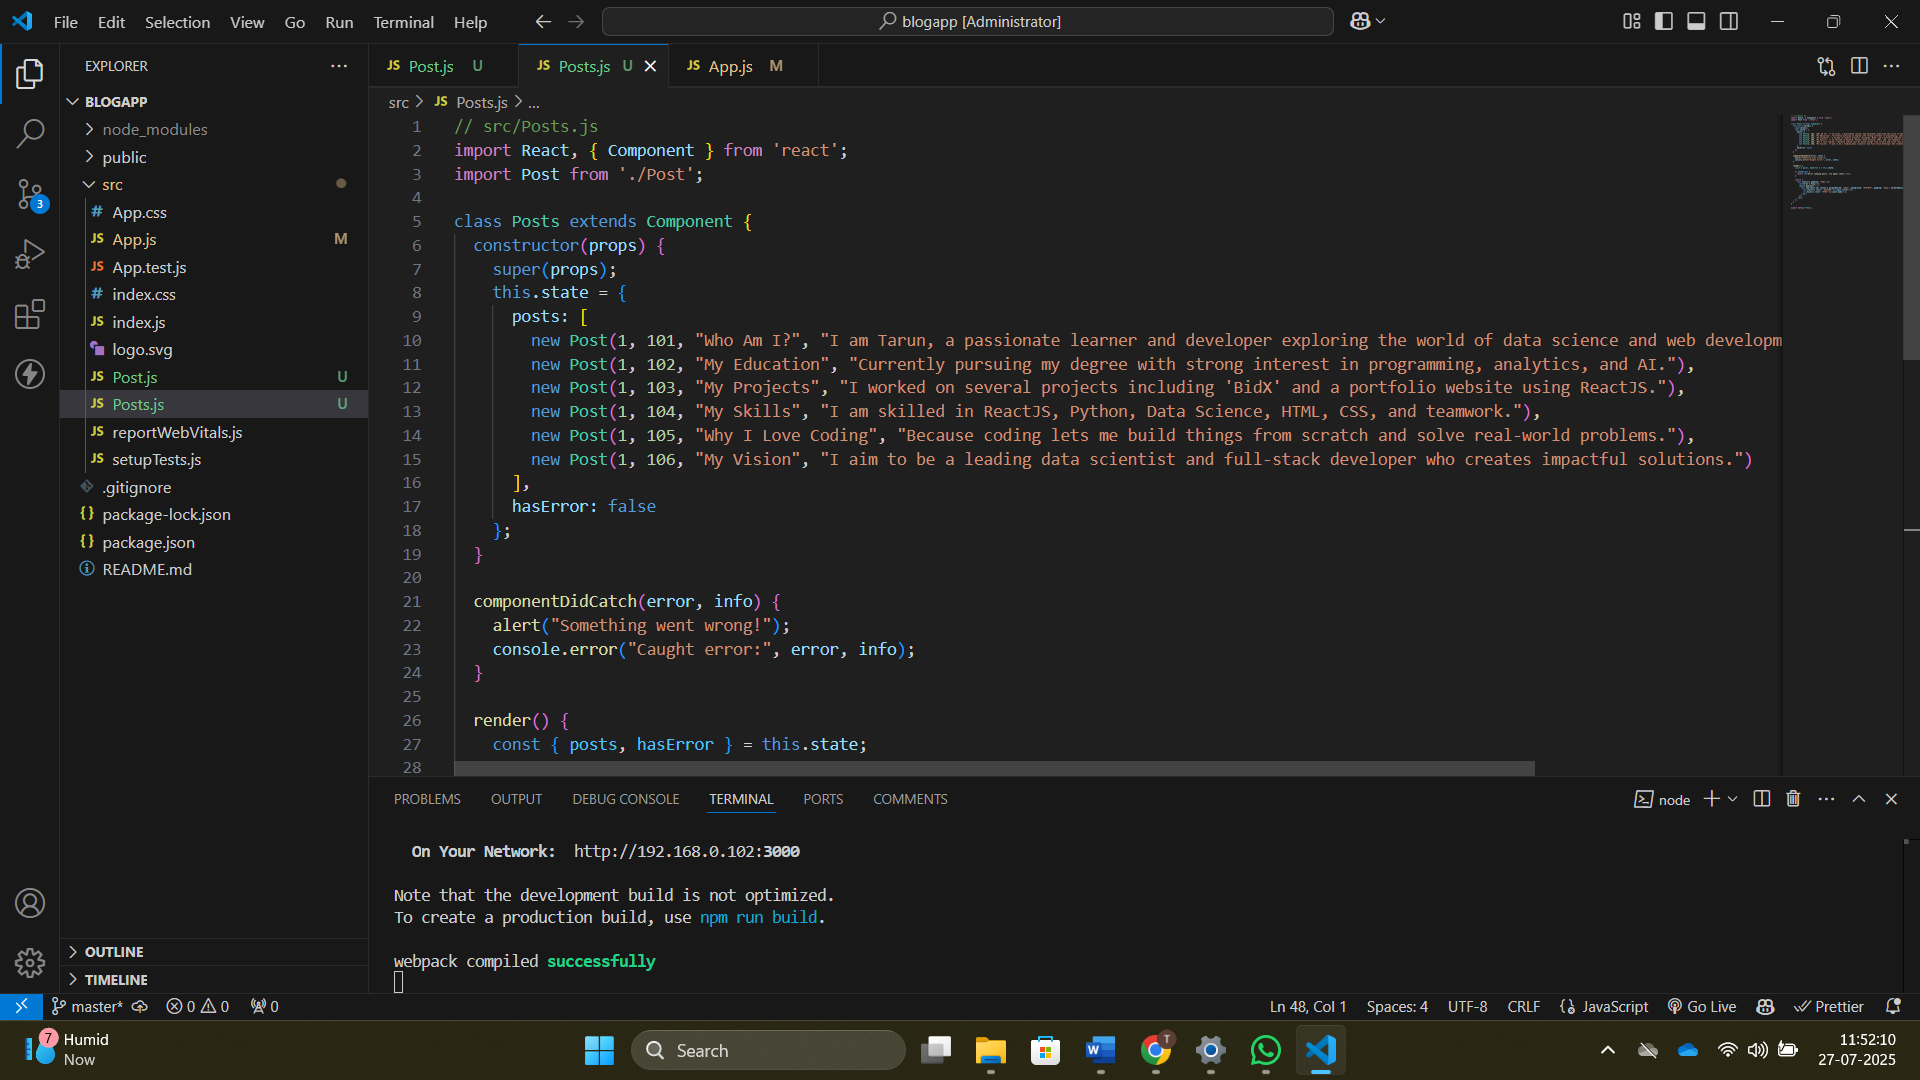 File Edit Selection View Go Run Terminal Help
blogapp [Administrator]
EXPLORER
BLOGAPP
node_modules
public
src
# App.css
JS App.js M
JS App.test.js
# index.css
JS index.js
logo.svg
JS Post.js U
JS Posts.js U
JS reportWebVitals.js
JS setupTests.js
.gitignore
{} package-lock.json
{} package.json
README.md
OUTLINE
TIMELINE
3
JS Post.js U JS Posts.js U JS App.js M
src > JS Posts.js > ...
1 // src/Posts.js
2 import React, { Component } from 'react';
3 import Post from './Post';
4
5 class Posts extends Component {
6 constructor(props) {
7 super(props);
8 this.state = {
9 posts: [
10 new Post(1, 101, "Who Am I?", "I am Tarun, a passionate learner and developer exploring the world of data science and web developm
11 new Post(1, 102, "My Education", "Currently pursuing my degree with strong interest in programming, analytics, and AI."),
12 new Post(1, 103, "My Projects", "I worked on several projects including 'BidX' and a portfolio website using ReactJS."),
13 new Post(1, 104, "My Skills", "I am skilled in ReactJS, Python, Data Science, HTML, CSS, and teamwork."),
14 new Post(1, 105, "Why I Love Coding", "Because coding lets me build things from scratch and solve real-world problems."),
15 new Post(1, 106, "My Vision", "I aim to be a leading data scientist and full-stack developer who creates impactful solutions.")
16 ],
17 hasError: false
18 };
19 }
20
21 componentDidCatch(error, info) {
22 alert("Something went wrong!");
23 console.error("Caught error:", error, info);
24 }
25
26 render() {
27 const { posts, hasError } = this.state;
28
PROBLEMS OUTPUT DEBUG CONSOLE TERMINAL PORTS COMMENTS
node
On Your Network: http://192.168.0.102:3000
Note that the development build is not optimized.
To create a production build, use npm run build.
webpack compiled successfully
master* 0 0 0
Ln 48, Col 1 Spaces: 4 UTF-8 CRLF {} JavaScript Go Live Prettier
7 Humid
Now
Search
W
T
11:52:10
27-07-2025